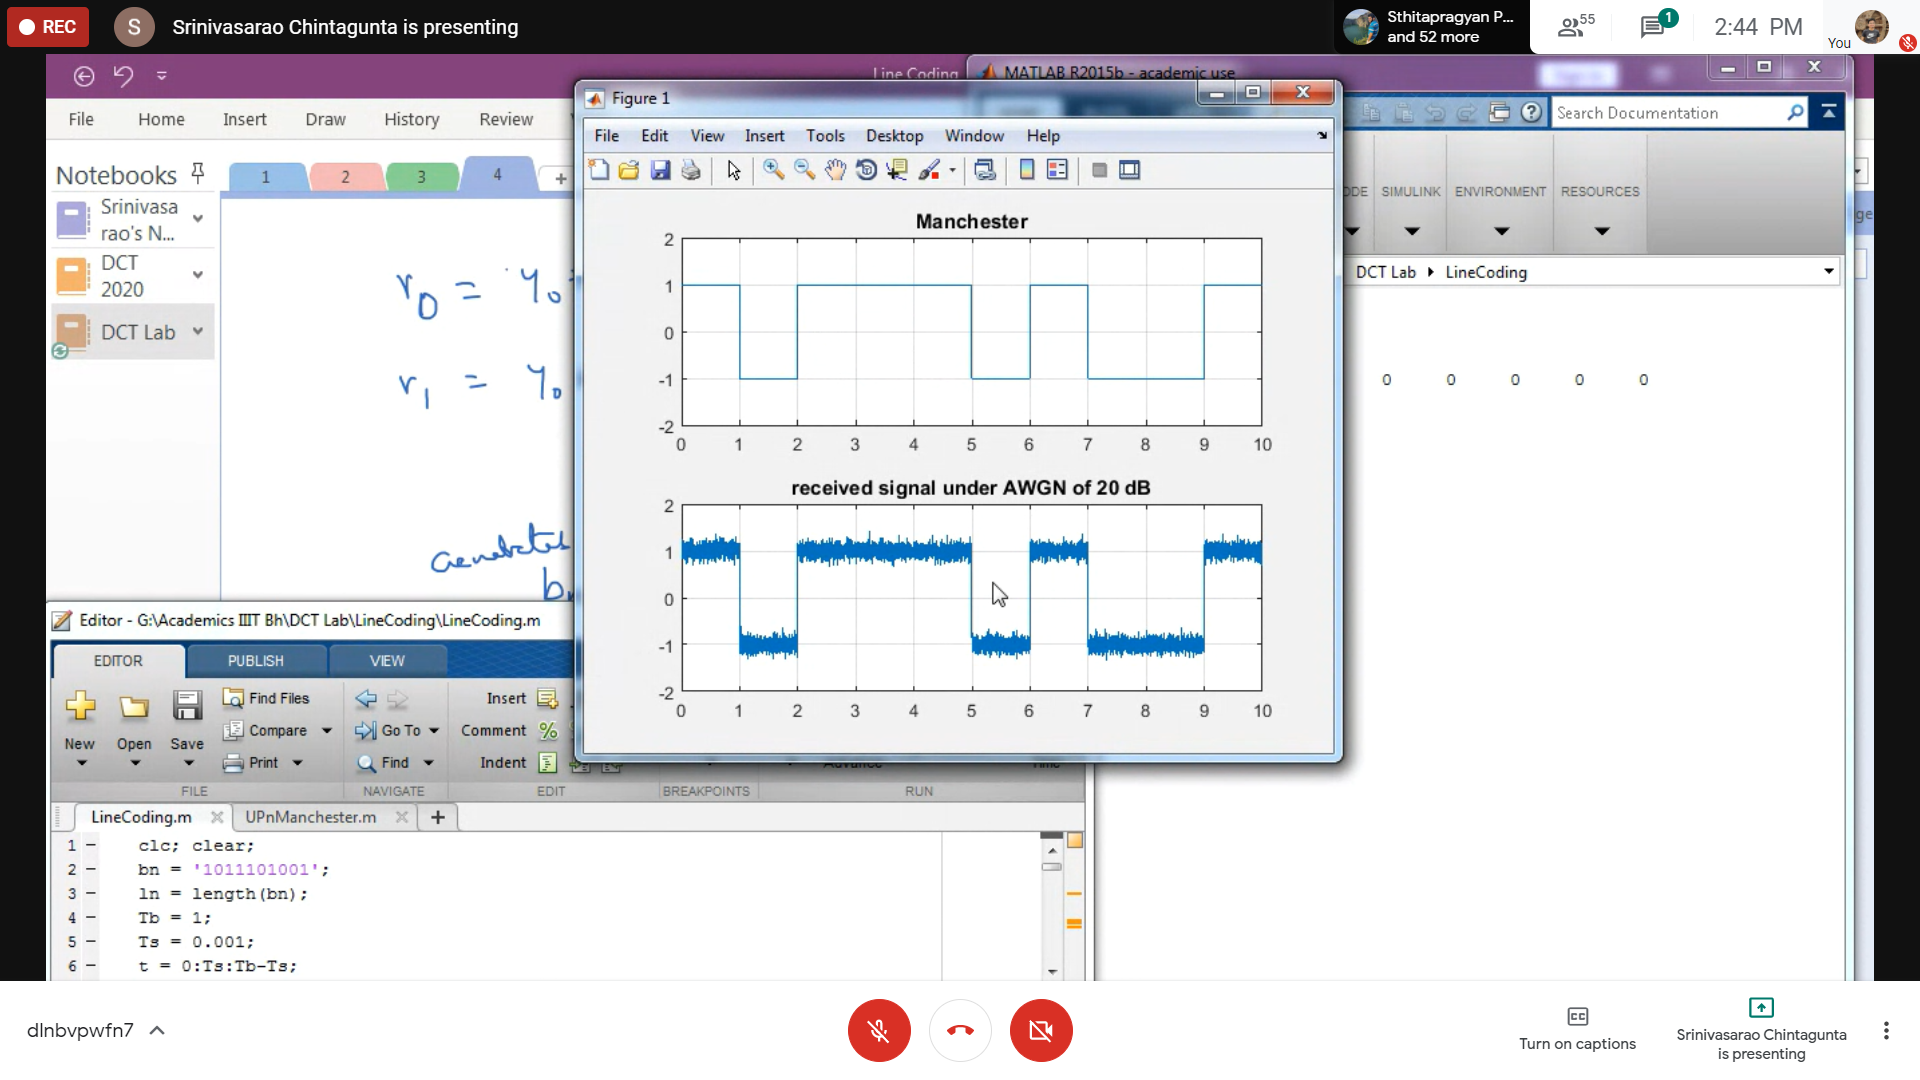 REC
S
Srinivasarao Chintagunta is presenting
Sthitapragyan P...
and 52 more
55
1
2:44 PM
You
Line Coding
MATLAB R2015b - academic use
File Home Insert Draw History Review
Notebooks
1 2 3 4 +
Srinivasa
rao's N...
DCT
2020
DCT Lab
r0 = Y0
r1 = Y0
Figure 1
File Edit View Insert Tools Desktop Window Help
Manchester
2
1
0
-1
-2
0 1 2 3 4 5 6 7 8 9 10
received signal under AWGN of 20 dB
2
1
0
-1
-2
0 1 2 3 4 5 6 7 8 9 10
Search Documentation
SIMULINK ENVIRONMENT RESOURCES
DCT Lab LineCoding
0 0 0 0 0
Editor - G:\Academics IIIT Bh\DCT Lab\LineCoding\LineCoding.m
EDITOR PUBLISH VIEW
New Open Save
Find Files
Compare
Print
Go To
Find
Insert
Comment
Indent
Advance
Time
FILE NAVIGATE EDIT BREAKPOINTS RUN
LineCoding.m UPnManchester.m +
1 – clc; clear;
2 – bn = '1011101001';
3 – ln = length(bn);
4 – Tb = 1;
5 – Ts = 0.001;
6 – t = 0:Ts:Tb-Ts;
dlnbvpwfn7
Turn on captions
Srinivasarao Chintagunta
is presenting